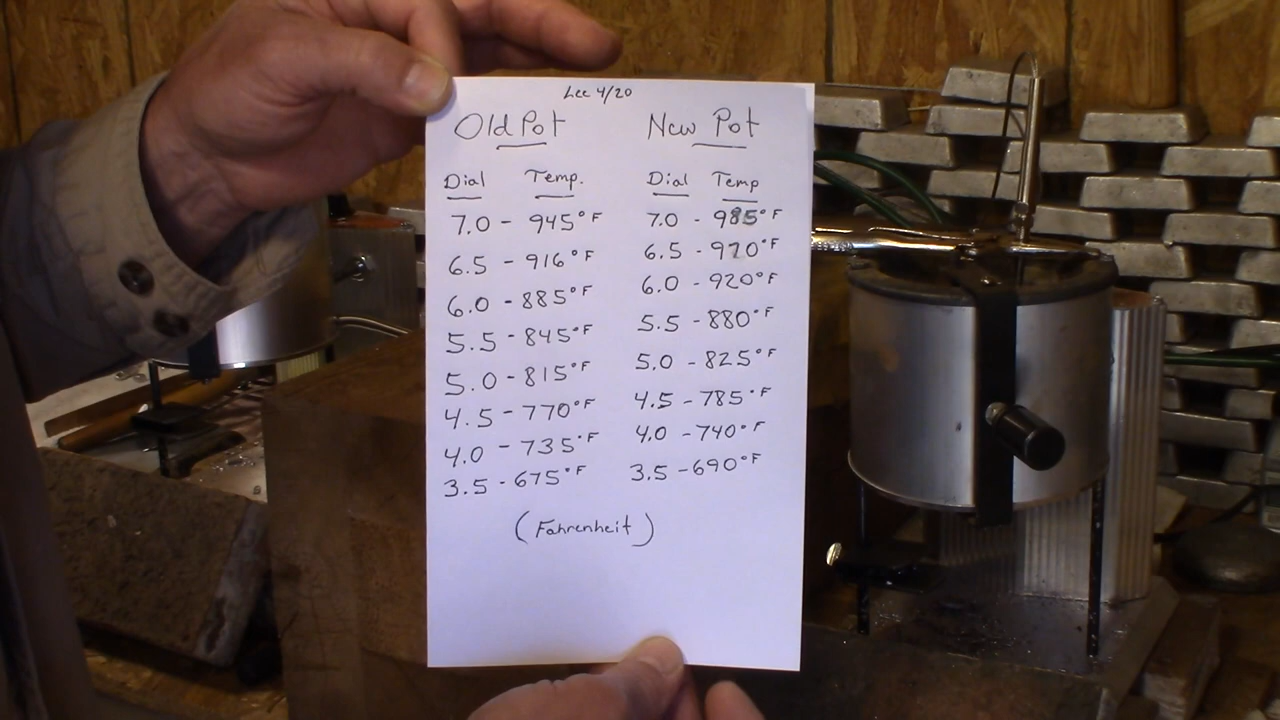 Lee 4/20
Old Pot New Pot
Dial Temp. Dial Temp
7.0 - 945°F 7.0 - 985°F
6.5 - 916°F 6.5 - 970°F
6.0 - 885°F 6.0 - 920°F
5.5 - 845°F 5.5 - 880°F
5.0 - 815°F 5.0 - 825°F
4.5 - 770°F 4.5 - 785°F
4.0 - 735°F 4.0 - 740°F
3.5 - 675°F 3.5 - 690°F
(Fahrenheit)